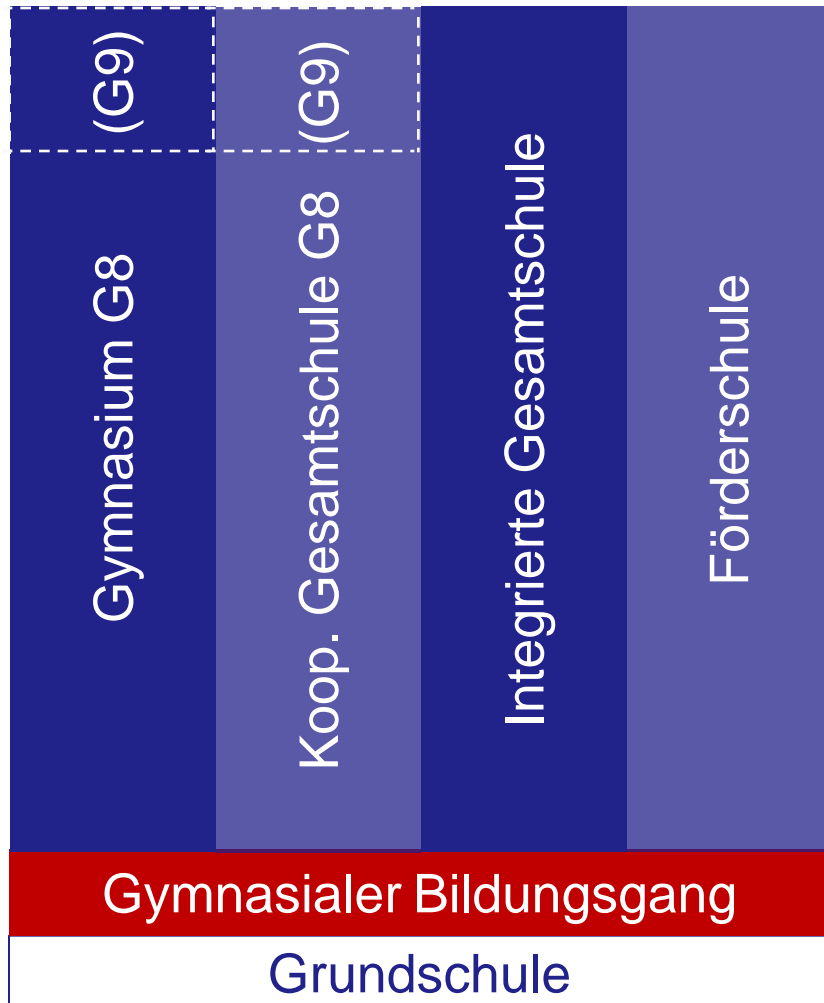 (G9)
Gymnasium G8
(G9)
Koop. Gesamtschule G8
Integrierte Gesamtschule
Förderschule
Gymnasialer Bildungsgang
Grundschule